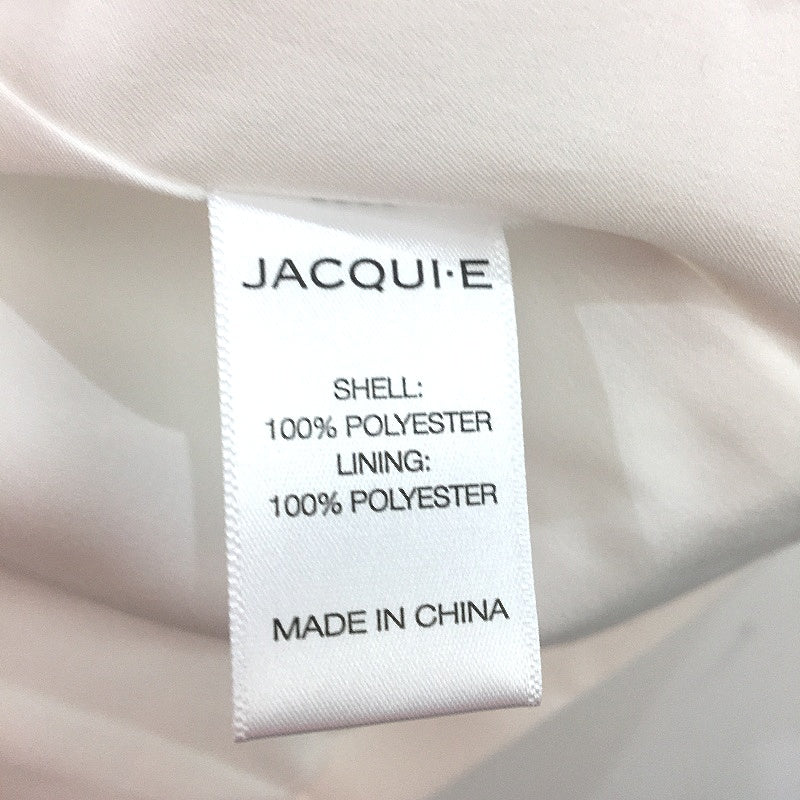 JACQUI·E
SHELL:
100% POLYESTER
LINING:
100% POLYESTER
MADE IN CHINA